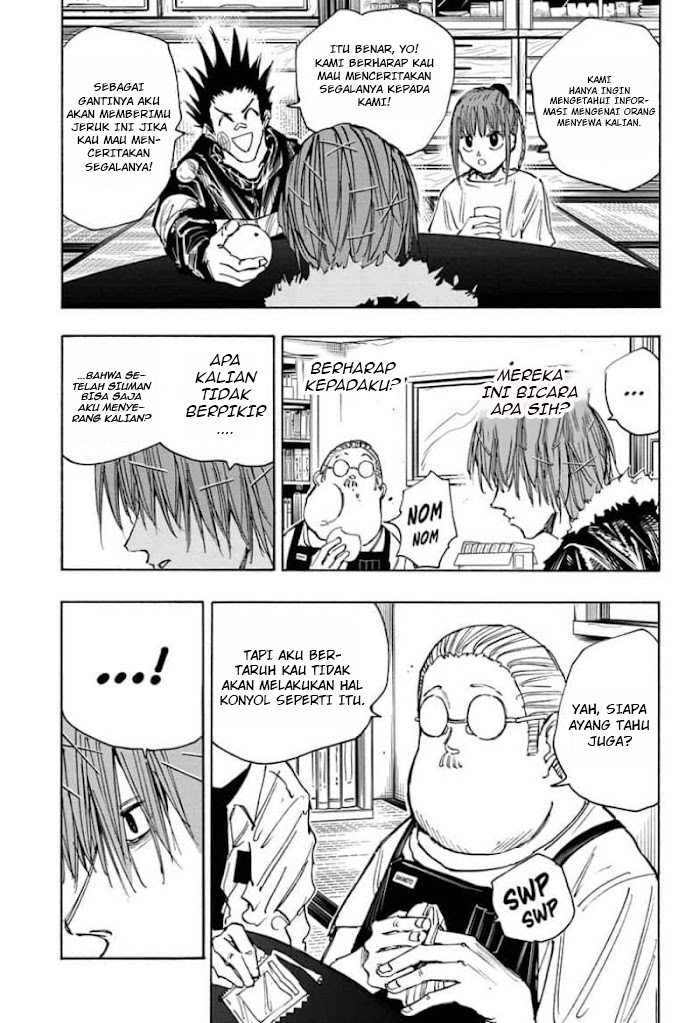 KAMI
HANYA INGIN
MENGETAHUI INFOR-
MASI MENGENAI ORANG
MENYEWA KALIAN.
ITU BENAR, YO!
KAMI BERHARAP KAU
MAU MENCERITAKAN
SEGALANYA KEPADA
KAMI!
SEBAGAI
GANTINYA AKU
AKAN MEMBERIMU
JERUK INI JIKA
KAU MAU MEN-
CERITAKAN
SEGALANYA!
...
MEREKA
INI BICARA
APA SIH?
BERHARAP
KEPADAKU?
NOM
NOM
APA
KALIAN
TIDAK
BERPIKIR
....
...BAHWA SE-
TELAH SIUMAN
BISA SAJA
AKU MENYE-
RANG KALIAN?
YAH, SIAPA
AYANG TAHU
JUGA?
TAPI AKU BER-
TARUH KAU TIDAK
AKAN MELAKUKAN HAL
KONYOL SEPERTI ITU.
SWP
SWP
SAKAMOTO
...!